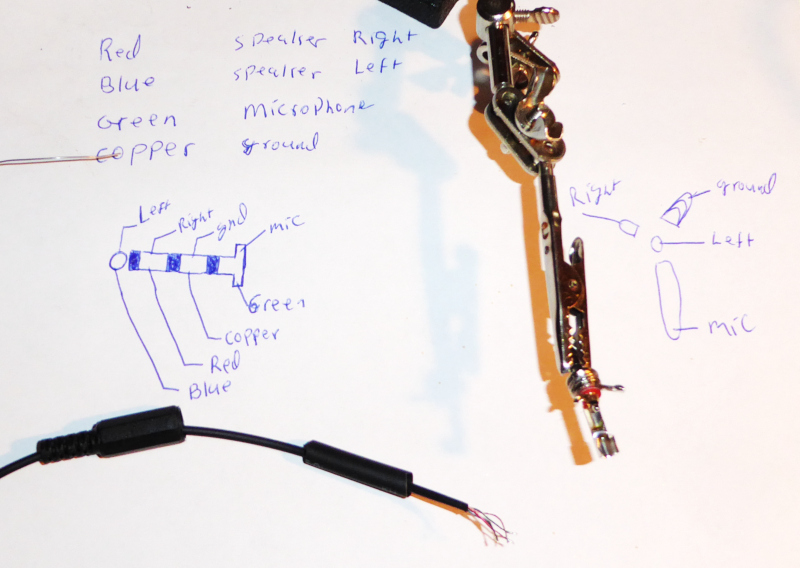 Red speaker Right
Blue speaker Left
Green microphone
copper ground
Left
Right
gnd
mic
Green
copper
Red
Blue
Right
ground
Left
mic